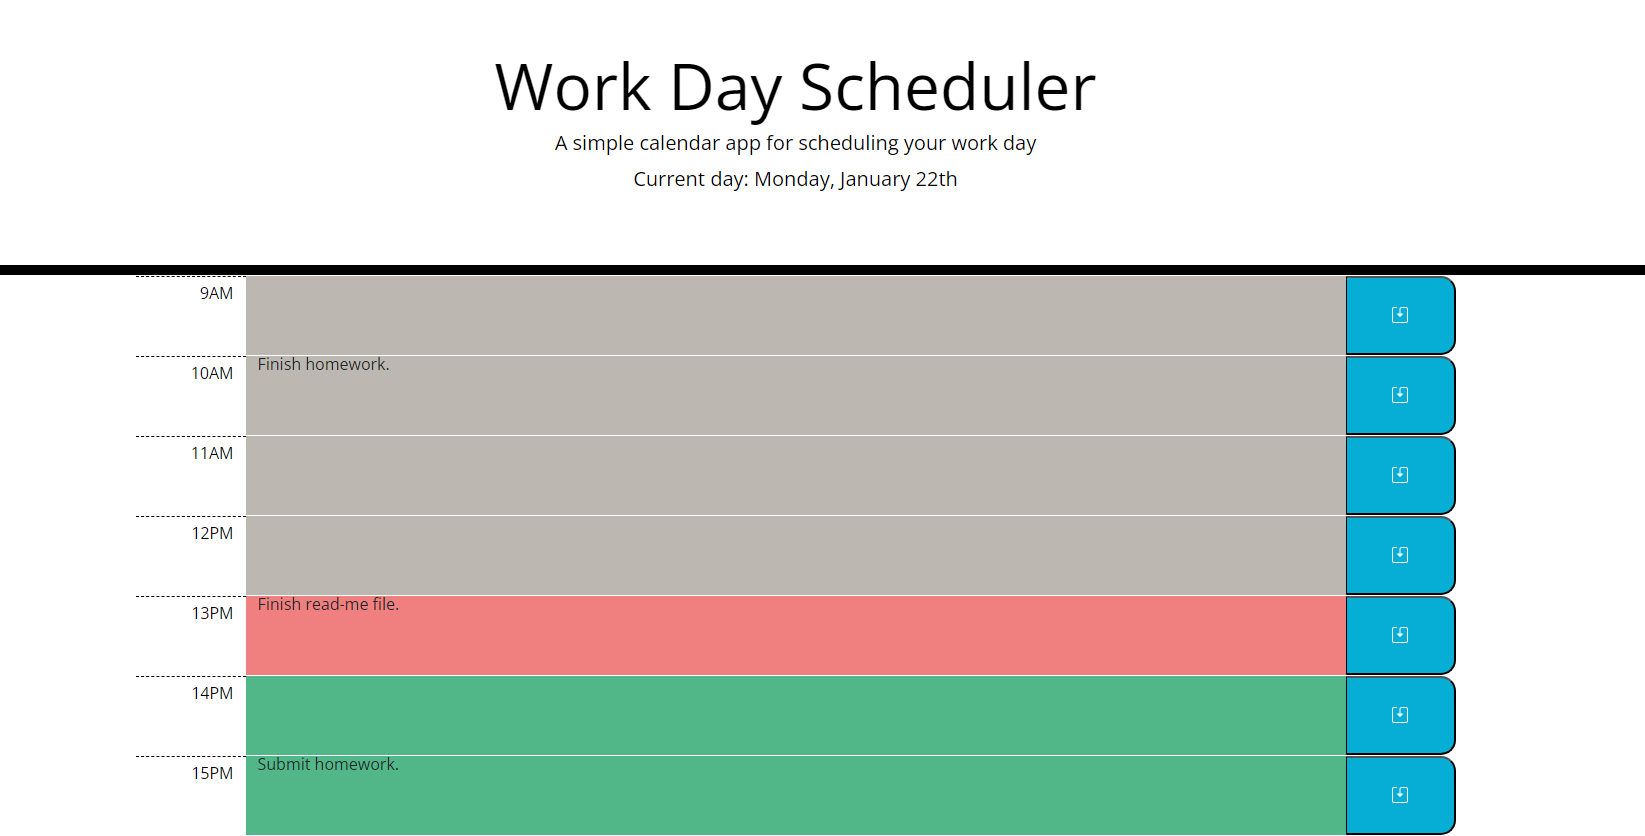 Work Day Scheduler
A simple calendar app for scheduling your work day
Current day: Monday, January 22th
9AM
10AM Finish homework.
11AM
12PM
13PM Finish read-me file.
14PM
15PM Submit homework.